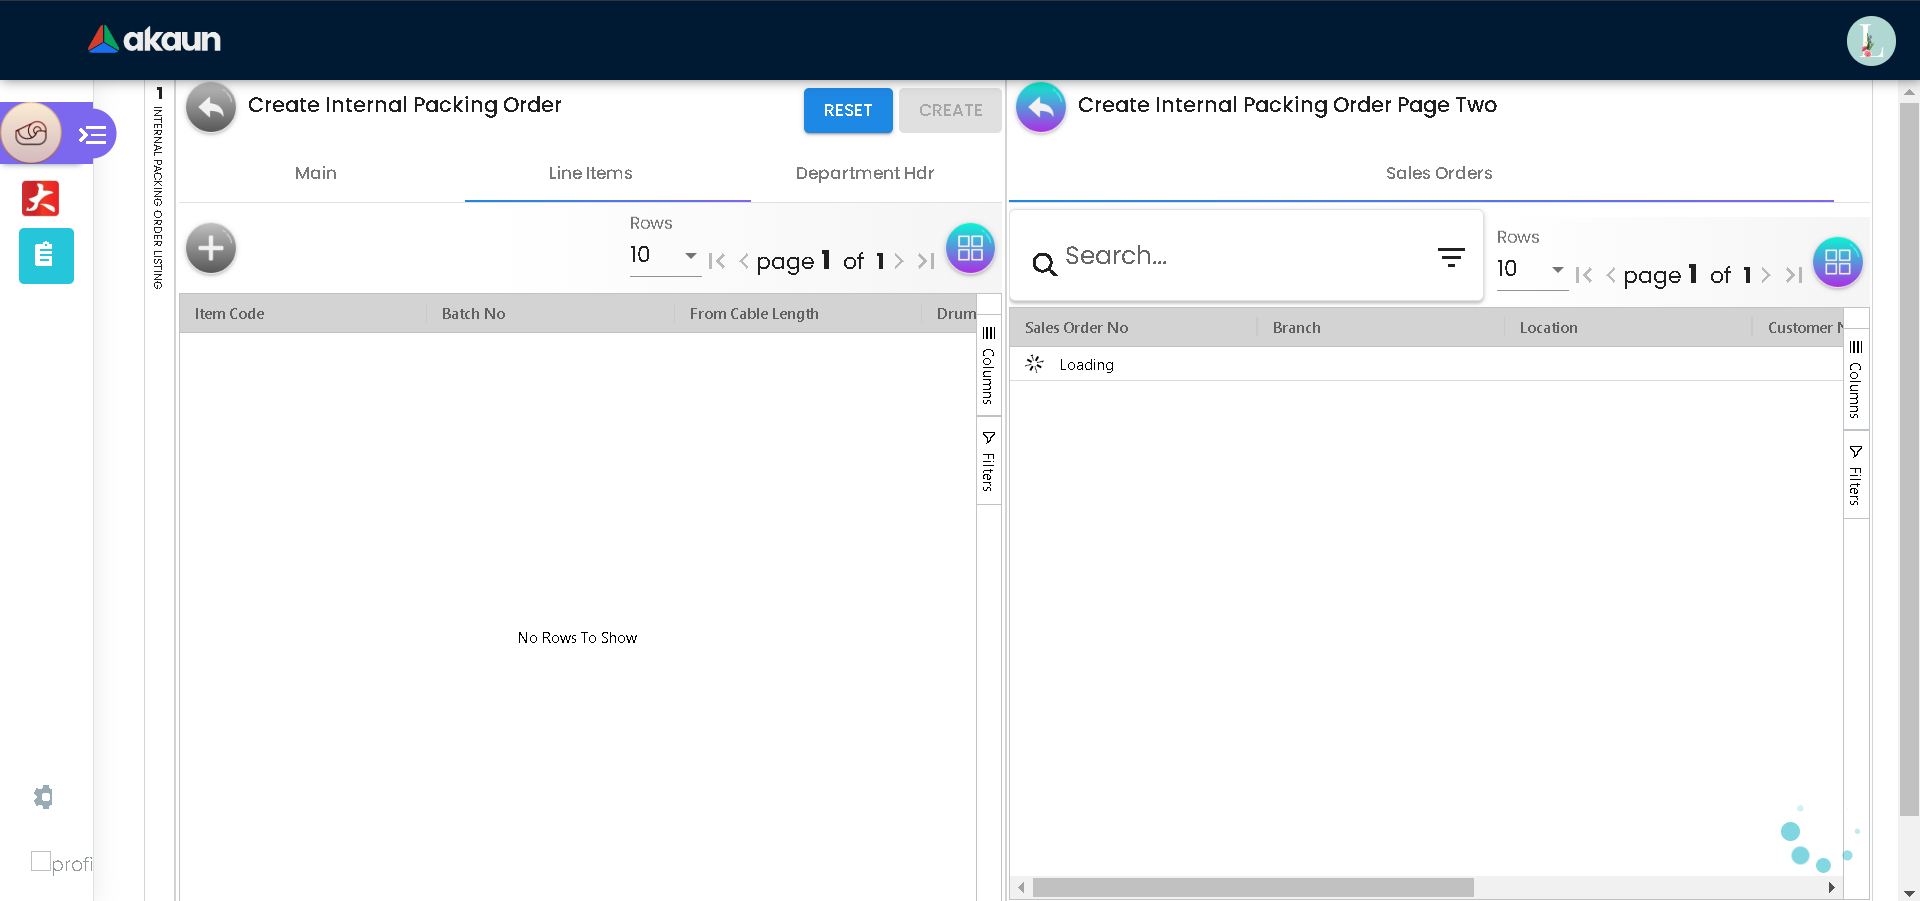 akaun
L
1 INTERNAL PACKING ORDER LISTING
Create Internal Packing Order
RESET
CREATE
Main
Line Items
Department Hdr
Rows
10
page 1 of 1
Item Code
Batch No
From Cable Length
Drum
Columns
Filters
No Rows To Show
Create Internal Packing Order Page Two
Sales Orders
Search...
Rows
10
page 1 of 1
Sales Order No
Branch
Location
Customer N
Loading
Columns
Filters
profi